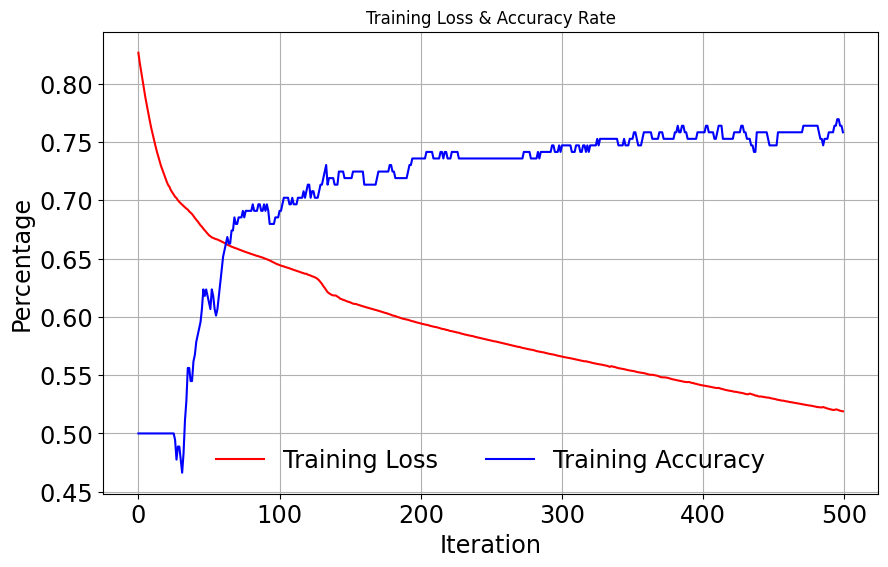 Training Loss & Accuracy Rate
Percentage
0.80
0.75
0.70
0.65
0.60
0.55
0.50
0.45
Training Loss
Training Accuracy
0 100 200 300 400 500
Iteration